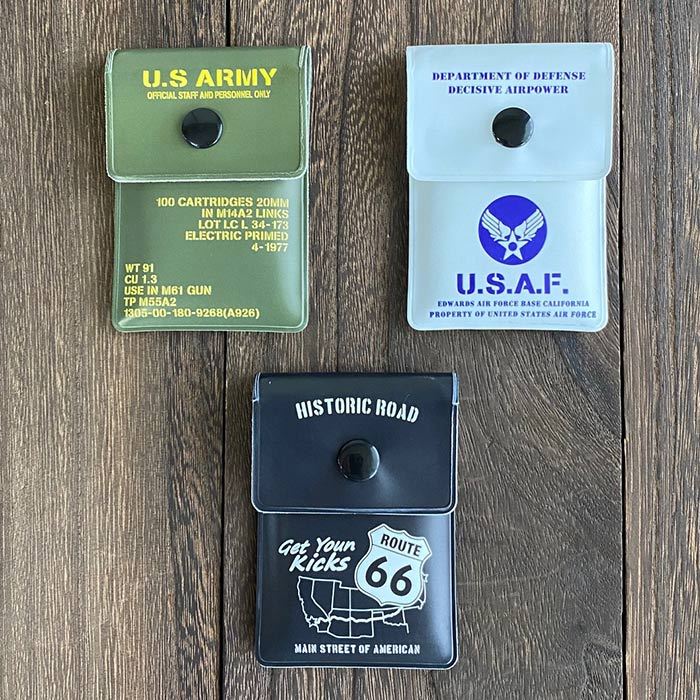 U.S ARMY
OFFICIAL STAFF AND PERSONNEL ONLY
100 CARTRIDGES 20MM
IN M14A2 LINKS
LOT LC L 34-173
ELECTRIC PRIMED
4-1977
WT 91
CU 1.3
USE IN M61 GUN
TP M55A2
1305-00-180-9268(A926)
DEPARTMENT OF DEFENSE
DECISIVE AIRPOWER
U.S.A.F.
EDWARDS AIR FORCE BASE CALIFORNIA
PROPERTY OF UNITED STATES AIR FORCE
HISTORIC ROAD
Get Youn
Kicks
ROUTE
66
MAIN STREET OF AMERICAN